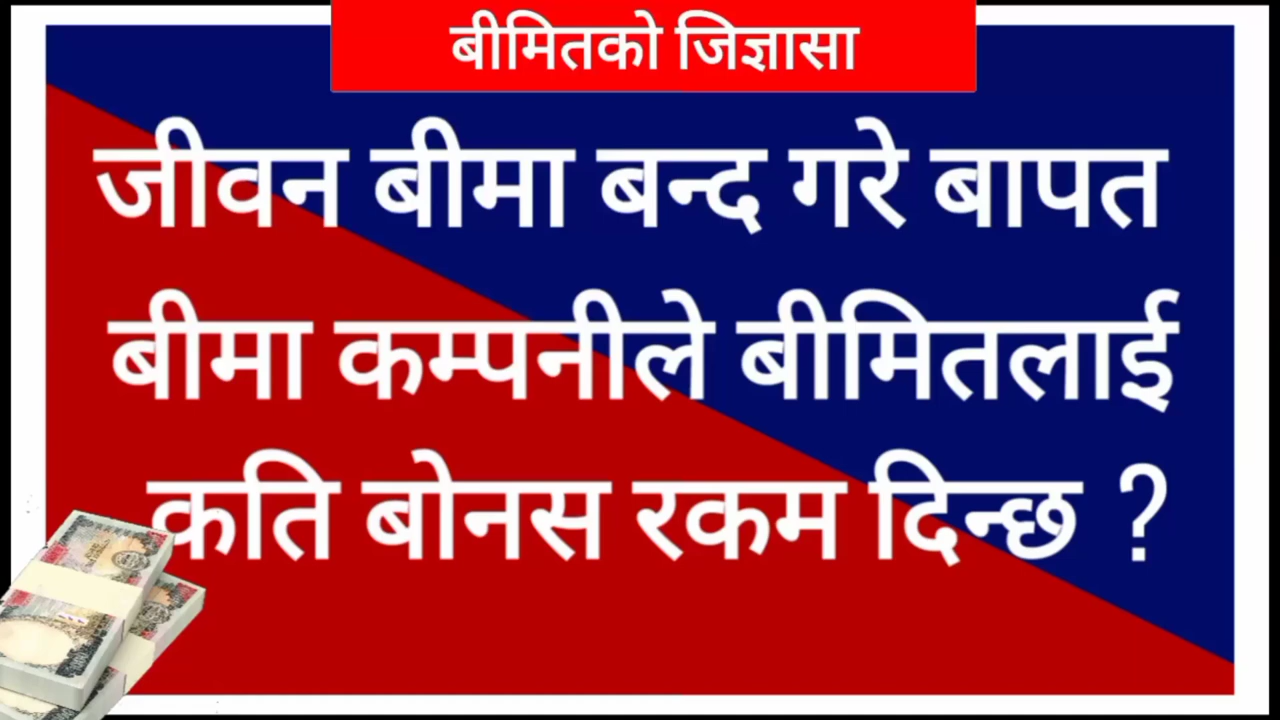 बीमितको जिज्ञासा
जीवन बीमा बन्द गरे बापत
बीमा कम्पनीले बीमितलाई
कति बोनस रकम दिन्छ ?